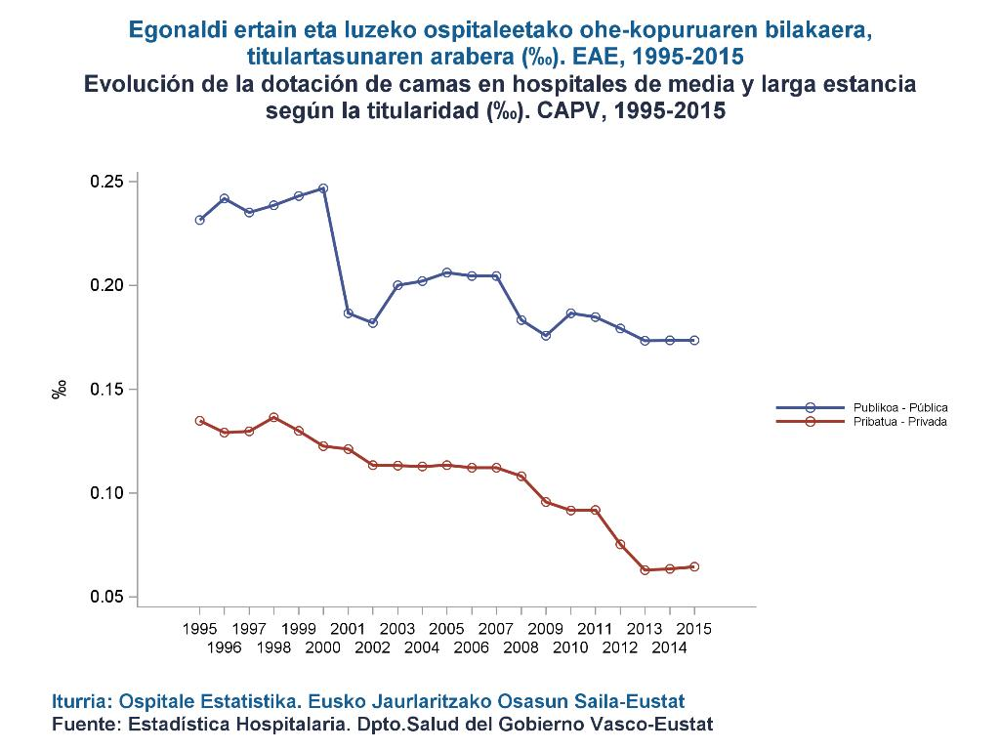 Egonaldi ertain eta luzeko ospitaleetako ohe-kopuruaren bilakaera,
titulartasunaren arabera (‰). EAE, 1995-2015
Evolución de la dotación de camas en hospitales de media y larga estancia
según la titularidad (‰). CAPV, 1995-2015
0.25
0.20
0.15
0.10
0.05
‰
Publikoa - Pública
Pribatua - Privada
1995 1997 1999 2001 2003 2005 2007 2009 2011 2013 2015
1996 1998 2000 2002 2004 2006 2008 2010 2012 2014
Iturria: Ospitale Estatistika. Eusko Jaurlaritzako Osasun Saila-Eustat
Fuente: Estadística Hospitalaria. Dpto.Salud del Gobierno Vasco-Eustat